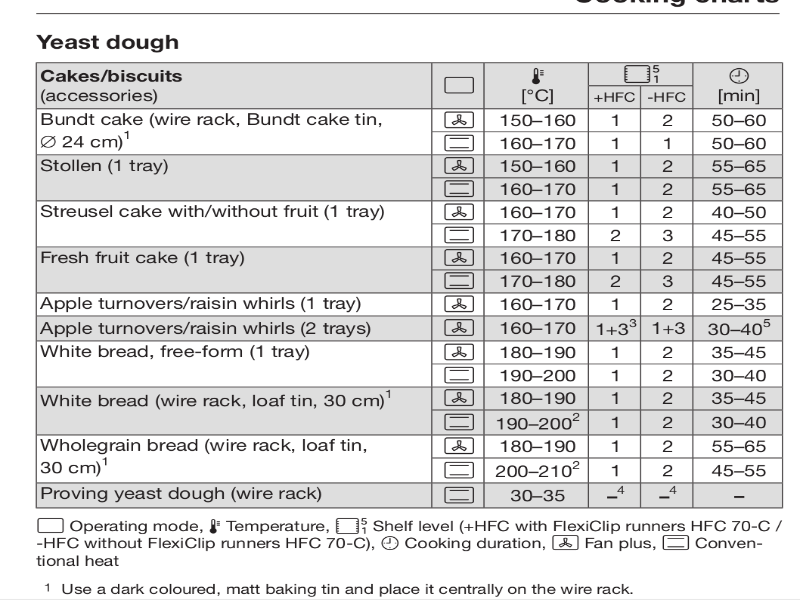 Cooking charts
Yeast dough
Cakes/biscuits
(accessories)
[°C]
5
1
+HFC -HFC
[min]
Bundt cake (wire rack, Bundt cake tin,
∅ 24 cm)1
150–160 1 2 50–60
160–170 1 1 50–60
Stollen (1 tray) 150–160 1 2 55–65
160–170 1 2 55–65
Streusel cake with/without fruit (1 tray) 160–170 1 2 40–50
170–180 2 3 45–55
Fresh fruit cake (1 tray) 160–170 1 2 45–55
170–180 2 3 45–55
Apple turnovers/raisin whirls (1 tray) 160–170 1 2 25–35
Apple turnovers/raisin whirls (2 trays) 160–170 1+3³ 1+3 30–40⁵
White bread, free-form (1 tray) 180–190 1 2 35–45
190–200 1 2 30–40
White bread (wire rack, loaf tin, 30 cm)¹ 180–190 1 2 35–45
190–200² 1 2 30–40
Wholegrain bread (wire rack, loaf tin,
30 cm)¹
180–190 1 2 55–65
200–210² 1 2 45–55
Proving yeast dough (wire rack) 30–35 –⁴ –⁴ –
Operating mode, Temperature, 5 1 Shelf level (+HFC with FlexiClip runners HFC 70-C /
-HFC without FlexiClip runners HFC 70-C), Cooking duration, Fan plus, Conven-
tional heat
1 Use a dark coloured, matt baking tin and place it centrally on the wire rack.